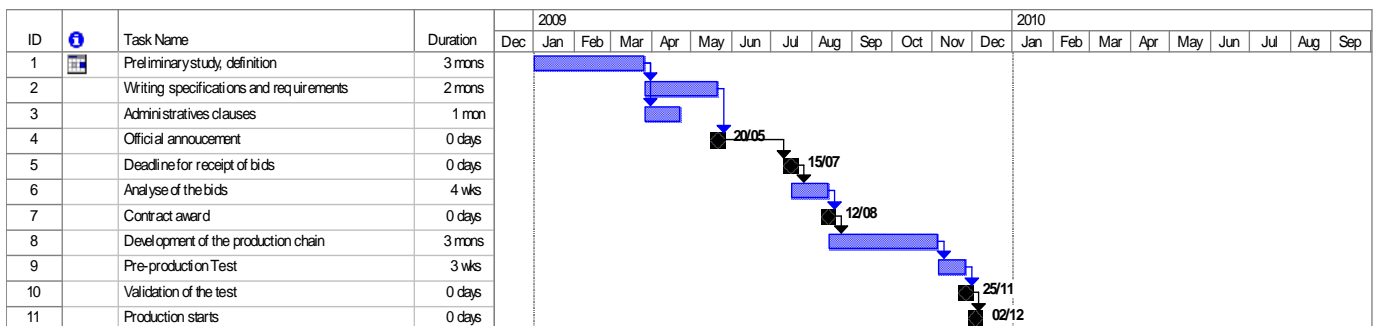 2009 2010
ID Task Name Duration Dec Jan Feb Mar Apr May Jun Jul Aug Sep Oct Nov Dec Jan Feb Mar Apr May Jun Jul Aug Sep
1 Preliminary study, definition 3 mons
2 Writing specifications and requirements 2 mons
3 Administratives clauses 1 mon
4 Official annoucement 0 days 20/05
5 Deadline for receipt of bids 0 days 15/07
6 Analyse of the bids 4 wks
7 Contract award 0 days 12/08
8 Development of the production chain 3 mons
9 Pre-production Test 3 wks
10 Validation of the test 0 days 25/11
11 Production starts 0 days 02/12